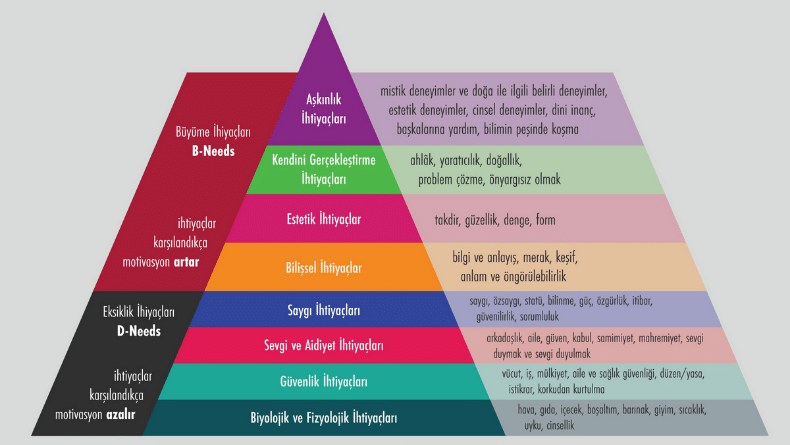 Aşkınlık
İhtiyaçları
mistik deneyimler ve doğa ile ilgili belirli deneyimler,
estetik deneyimler, cinsel deneyimler, dini inanç,
başkalarına yardım, bilimin peşinde koşma
Büyüme İhiyaçları
B-Needs
Kendini Gerçekleştirme
İhtiyaçları
ahlâk, yaratıcılık, doğallık,
problem çözme, önyargısız olmak
ihtiyaçlar
karşılandıkça
motivasyon artar
Estetik İhtiyaçlar
takdir, güzellik, denge, form
Bilişsel İhtiyaçlar
bilgi ve anlayış, merak, keşif,
anlam ve öngörülebilirlik
Eksiklik İhiyaçları
D-Needs
Saygı İhtiyaçları
saygı, özsaygı, statü, bilinme, güç, özgürlük, itibar,
güvenilirlik, sorumluluk
Sevgi ve Aidiyet İhtiyaçları
arkadaşlık, aile, güven, kabul, samimiyet, mahremiyet, sevgi
duymak ve sevgi duyulmak
ihtiyaçlar
karşılandıkça
motivasyon azalır
Güvenlik İhtiyaçları
vücut, iş, mülkiyet, aile ve sağlık güvenliği, düzen/yasa,
istikrar, korkudan kurtulma
Biyolojik ve Fizyolojik İhtiyaçları
hava, gıda, içecek, boşaltım, barınak, giyim, sıcaklık,
uyku, cinsellik